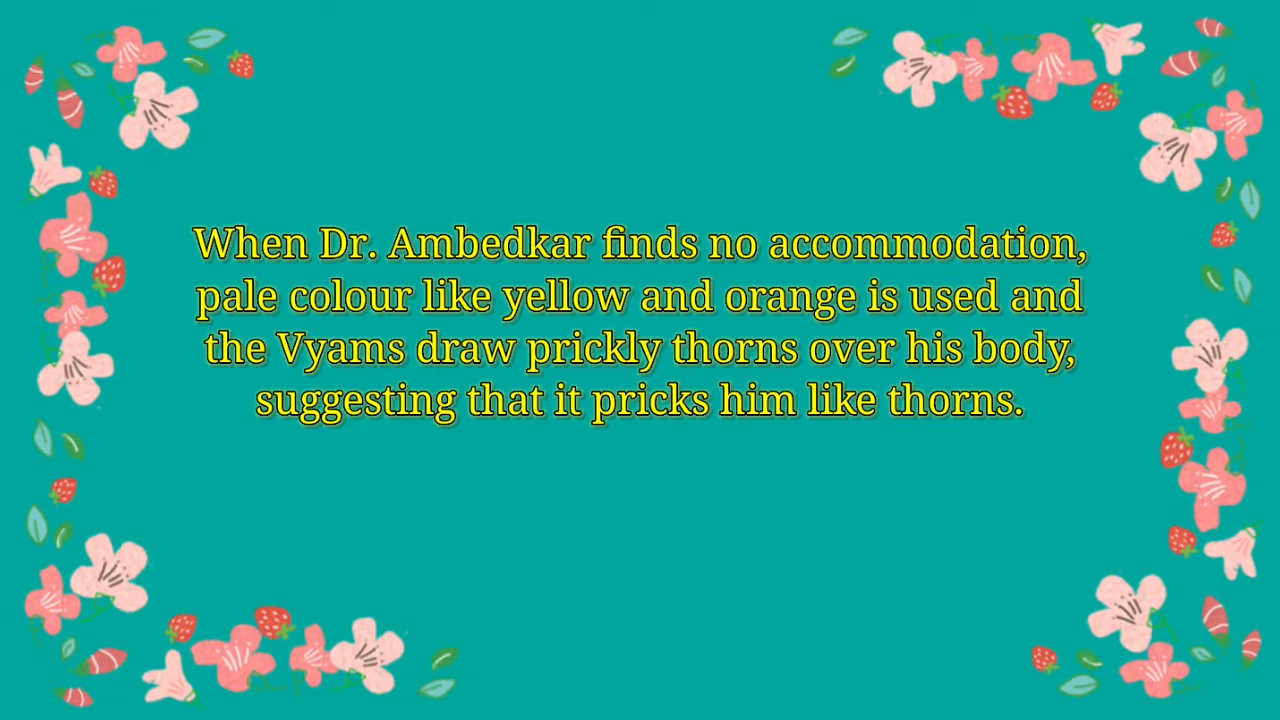 When Dr. Ambedkar finds no accommodation,
pale colour like yellow and orange is used and
the Vyams draw prickly thorns over his body,
suggesting that it pricks him like thorns.